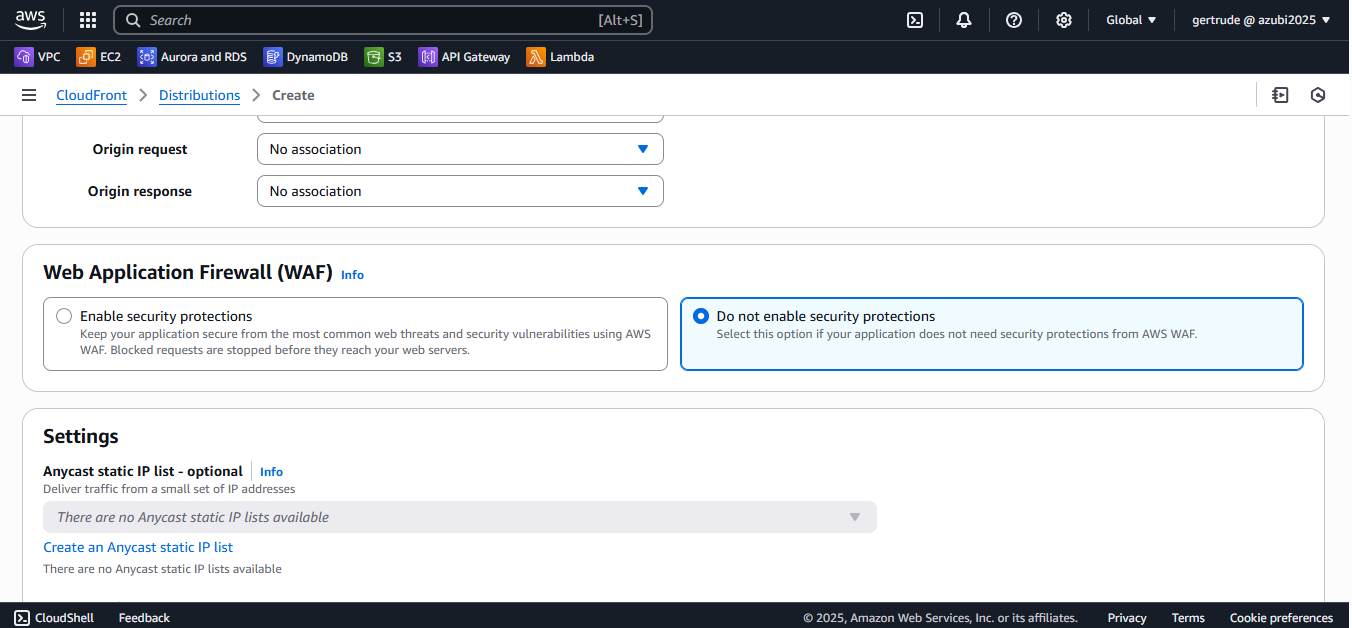 aws
Search [Alt+S]
Global ▼ gertrude @ azubi2025 ▼
VPC EC2 Aurora and RDS DynamoDB S3 API Gateway Lambda
CloudFront > Distributions > Create
Origin request No association
Origin response No association
Web Application Firewall (WAF) Info
Enable security protections
Keep your application secure from the most common web threats and security vulnerabilities using AWS
WAF. Blocked requests are stopped before they reach your web servers.
Do not enable security protections
Select this option if your application does not need security protections from AWS WAF.
Settings
Anycast static IP list - optional Info
Deliver traffic from a small set of IP addresses
There are no Anycast static IP lists available
Create an Anycast static IP list
There are no Anycast static IP lists available
CloudShell Feedback © 2025, Amazon Web Services, Inc. or its affiliates. Privacy Terms Cookie preferences